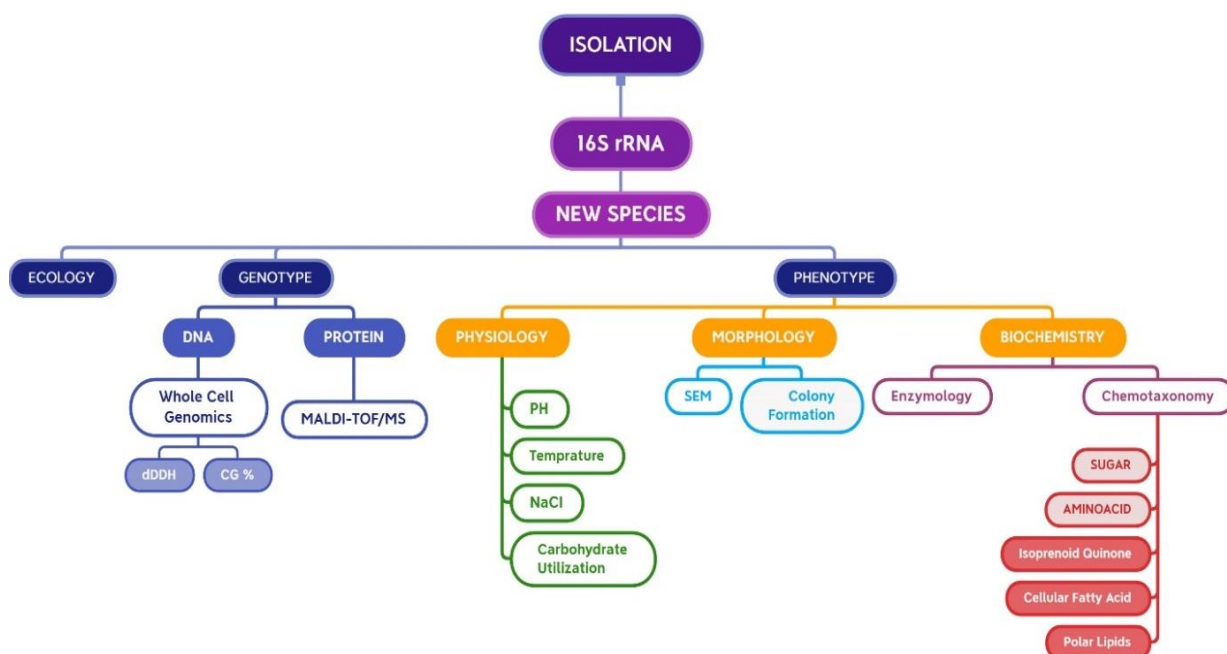 ISOLATION
16S rRNA
NEW SPECIES
ECOLOGY
GENOTYPE
PHENOTYPE
DNA
PROTEIN
PHYSIOLOGY
MORPHOLOGY
BIOCHEMISTRY
Whole Cell
Genomics
MALDI-TOF/MS
dDDH
CG %
PH
Temprature
NaCl
Carbohydrate
Utilization
SEM
Colony
Formation
Enzymology
Chemotaxonomy
SUGAR
AMINOACID
Isoprenoid Quinone
Cellular Fatty Acid
Polar Lipids